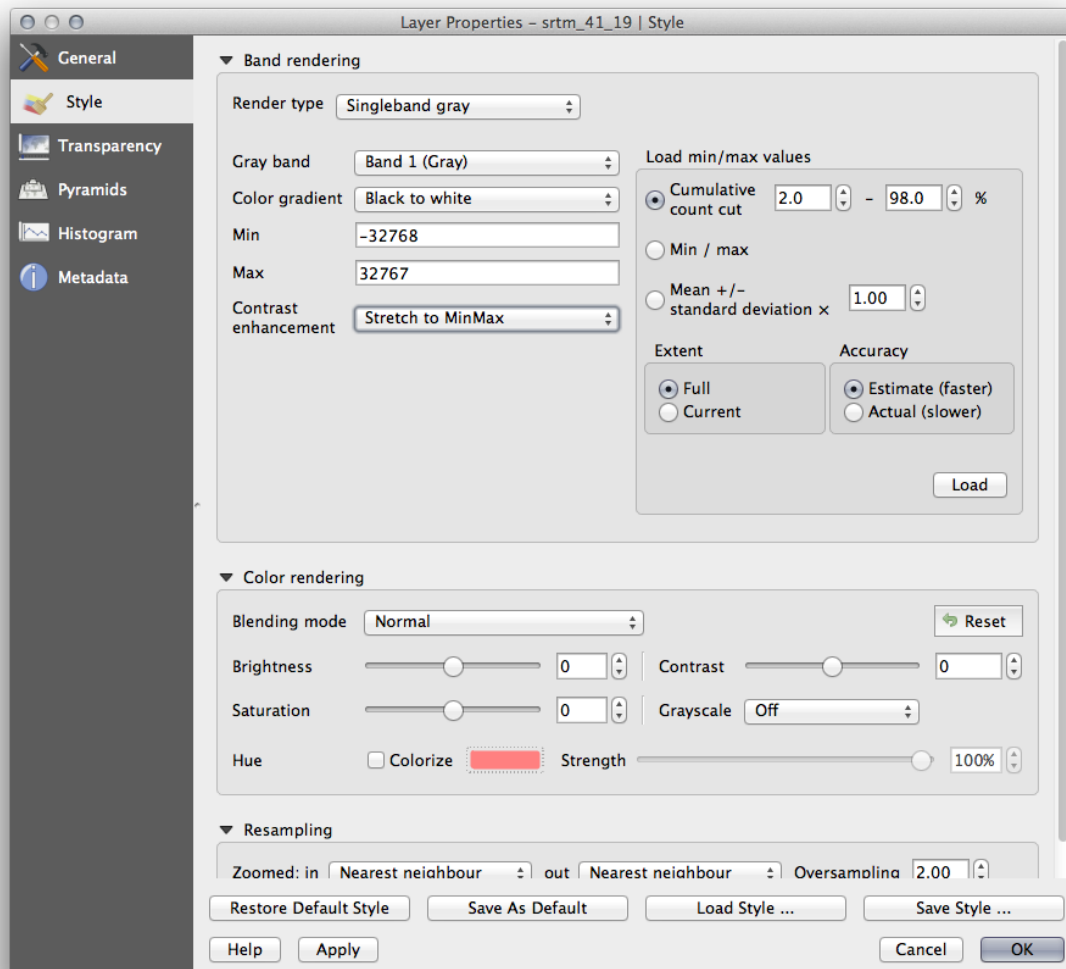 Layer Properties – srtm_41_19 | Style
General
Style
Transparency
Pyramids
Histogram
Metadata
Band rendering
Render type Singleband gray
Gray band Band 1 (Gray)
Color gradient Black to white
Min -32768
Max 32767
Contrast
enhancement Stretch to MinMax
Load min/max values
Cumulative
count cut 2.0 – 98.0 %
Min / max
Mean +/-
standard deviation × 1.00
Extent
Full
Current
Accuracy
Estimate (faster)
Actual (slower)
Load
Color rendering
Blending mode Normal Reset
Brightness 0 Contrast 0
Saturation 0 Grayscale Off
Hue Colorize Strength 100%
Resampling
Zoomed: in Nearest neighbour out Nearest neighbour Oversampling 2.00
Restore Default Style Save As Default Load Style ... Save Style ...
Help Apply Cancel OK